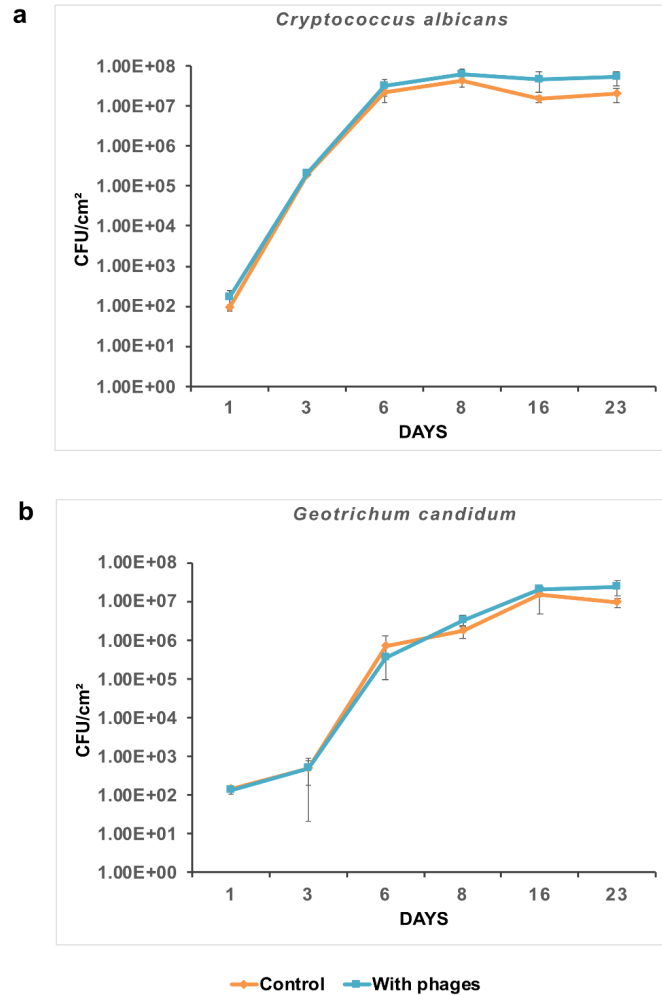 a
Cryptococcus albicans
1.00E+08
1.00E+07
1.00E+06
1.00E+05
1.00E+04
1.00E+03
1.00E+02
1.00E+01
1.00E+00
CFU/cm²
1 3 6 8 16 23
DAYS
b
Geotrichum candidum
1.00E+08
1.00E+07
1.00E+06
1.00E+05
1.00E+04
1.00E+03
1.00E+02
1.00E+01
1.00E+00
CFU/cm²
1 3 6 8 16 23
DAYS
Control With phages